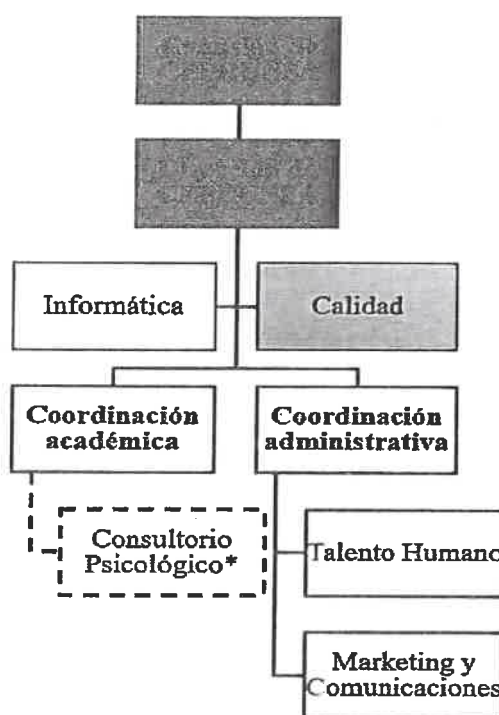 Informática
Calidad
Coordinación
académica
Coordinación
administrativa
Consultorio
Psicológico*
Talento Humano
Marketing y
Comunicaciones